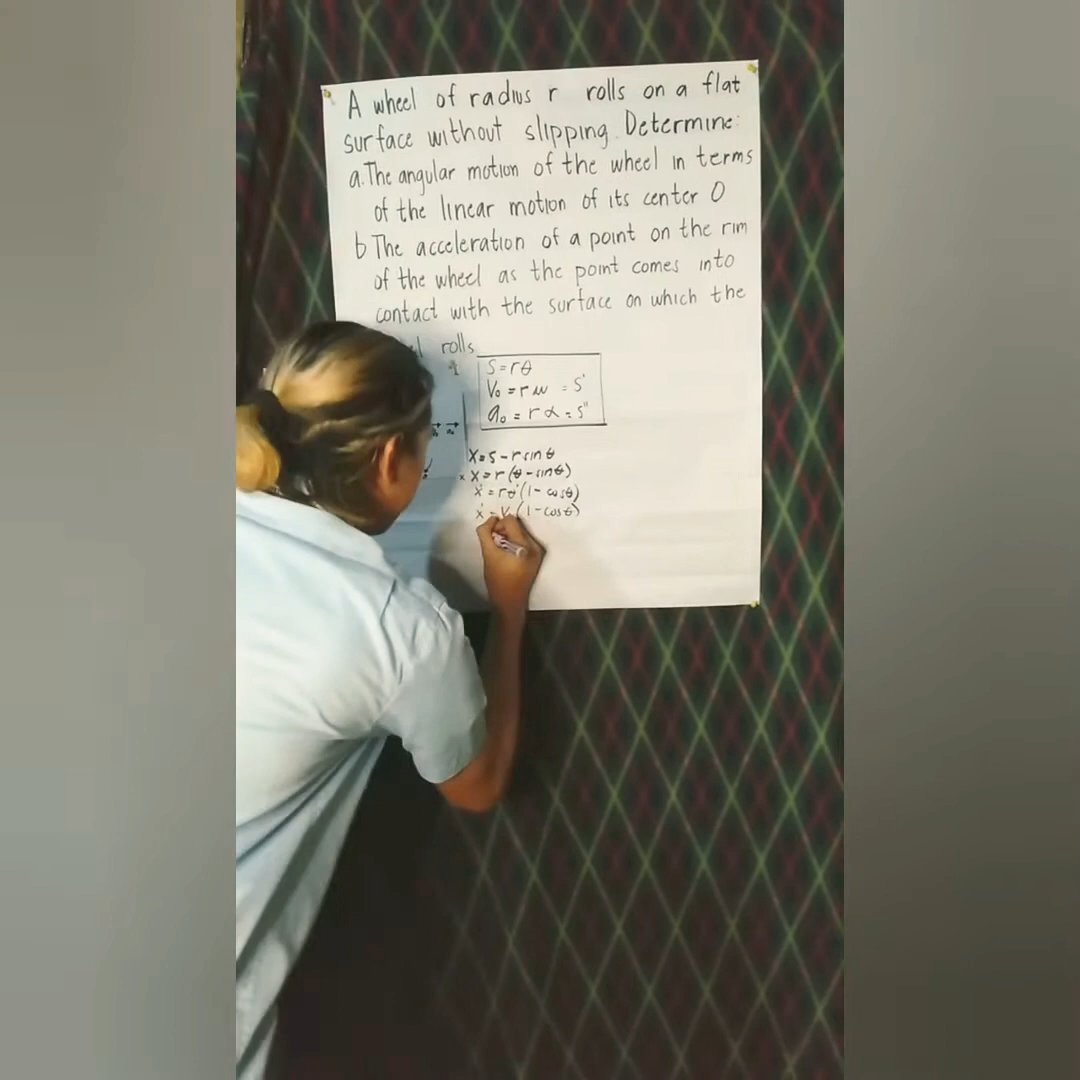 A wheel of radius r rolls on a flat
surface without slipping. Determine:
a. The angular motion of the wheel in terms
of the linear motion of its center O
b The acceleration of a point on the rim
of the wheel as the point comes into
contact with the surface on which the
rolls
S = rθ
V₀ = rω = s'
a₀ = rα = s"
X = s - r sin θ
X = r(θ - sin θ)
x' = rθ'(1 - cos θ)
x' = V₀(1 - cos θ)